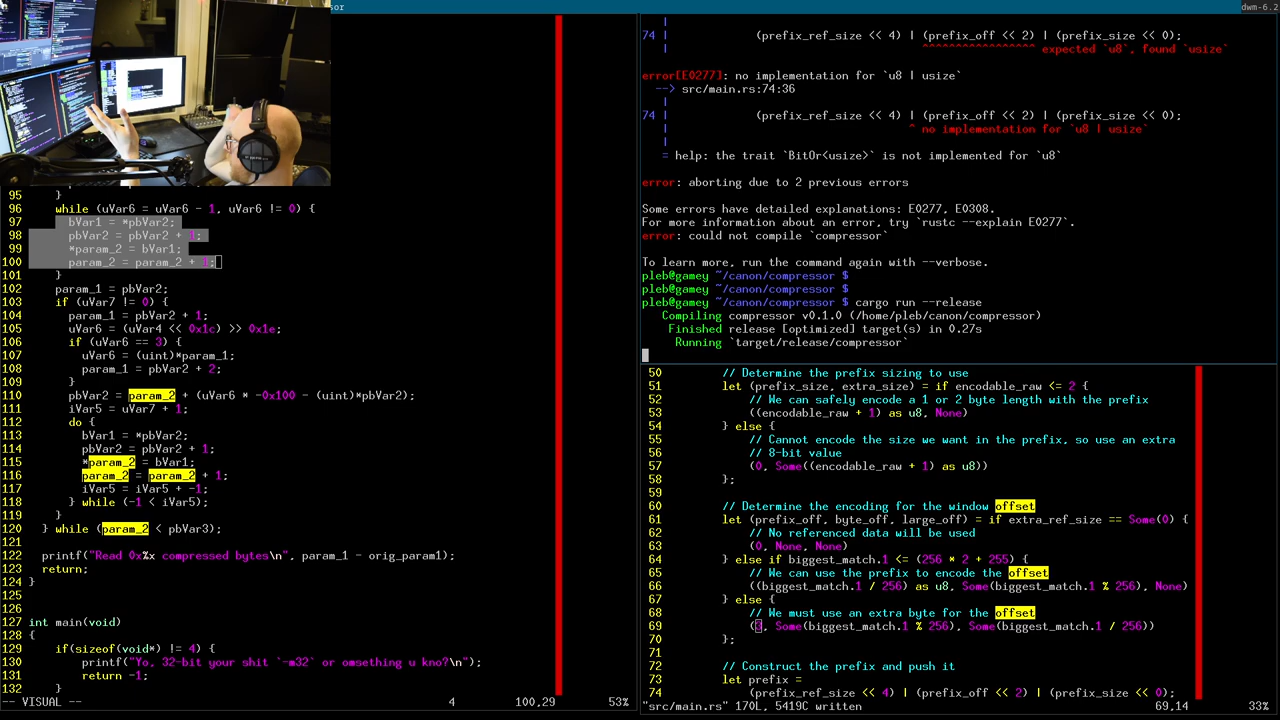 sor
dwm-6.2
95     }
96     while (uVar6 = uVar6 - 1, uVar6 != 0) {
97       bVar1 = *pbVar2;
98       pbVar2 = pbVar2 + 1;
99       *param_2 = bVar1;
100       param_2 = param_2 + 1;
101     }
102     param_1 = pbVar2;
103     if (uVar7 != 0) {
104       param_1 = pbVar2 + 1;
105       uVar6 = (uVar4 << 0x1c) >> 0x1e;
106       if (uVar6 == 3) {
107         uVar6 = (uint)*param_1;
108         param_1 = pbVar2 + 2;
109       }
110       pbVar2 = param_2 + (uVar6 * -0x100 - (uint)*pbVar2);
111       iVar5 = uVar7 + 1;
112       do {
113         bVar1 = *pbVar2;
114         pbVar2 = pbVar2 + 1;
115         *param_2 = bVar1;
116         param_2 = param_2 + 1;
117         iVar5 = iVar5 + -1;
118       } while (-1 < iVar5);
119     }
120   } while (param_2 < pbVar3);
121
122   printf("Read 0x%x compressed bytes\n", param_1 - orig_param1);
123   return;
124 }
125
126
127 int main(void)
128 {
129     if(sizeof(void*) != 4) {
130         printf("Yo, 32-bit your shit `-m32` or omsething u kno?\n");
131         return -1;
132     }
-- VISUAL --    4    100,29    53%
|
74 |             (prefix_ref_size << 4) | (prefix_off << 2) | (prefix_size << 0);
|                                      ^^^^^^^^^^^^^^^^^ expected `u8`, found `usize`
error[E0277]: no implementation for `u8 | usize`
--> src/main.rs:74:36
|
74 |             (prefix_ref_size << 4) | (prefix_off << 2) | (prefix_size << 0);
|                                    ^ no implementation for `u8 | usize`
|
= help: the trait `BitOr<usize>` is not implemented for `u8`
error: aborting due to 2 previous errors
Some errors have detailed explanations: E0277, E0308.
For more information about an error, try `rustc --explain E0277`.
error: could not compile `compressor`
To learn more, run the command again with --verbose.
pleb@gamey ~/canon/compressor $
pleb@gamey ~/canon/compressor $
pleb@gamey ~/canon/compressor $ cargo run --release
Compiling compressor v0.1.0 (/home/pleb/canon/compressor)
Finished release [optimized] target(s) in 0.27s
Running `target/release/compressor`
50         // Determine the prefix sizing to use
51         let (prefix_size, extra_size) = if encodable_raw <= 2 {
52             // We can safely encode a 1 or 2 byte length with the prefix
53             ((encodable_raw + 1) as u8, None)
54         } else {
55             // Cannot encode the size we want in the prefix, so use an extra
56             // 8-bit value
57             (0, Some((encodable_raw + 1) as u8))
58         };
59
60         // Determine the encoding for the window offset
61         let (prefix_off, byte_off, large_off) = if extra_ref_size == Some(0) {
62             // No referenced data will be used
63             (0, None, None)
64         } else if biggest_match.1 <= (256 * 2 + 255) {
65             // We can use the prefix to encode the offset
66             ((biggest_match.1 / 256) as u8, Some(biggest_match.1 % 256), None)
67         } else {
68             // We must use an extra byte for the offset
69             (3, Some(biggest_match.1 % 256), Some(biggest_match.1 / 256))
70         };
71
72         // Construct the prefix and push it
73         let prefix =
74             (prefix_ref_size << 4) | (prefix_off << 2) | (prefix_size << 0);
"src/main.rs" 170L, 5419C written    69,14    33%